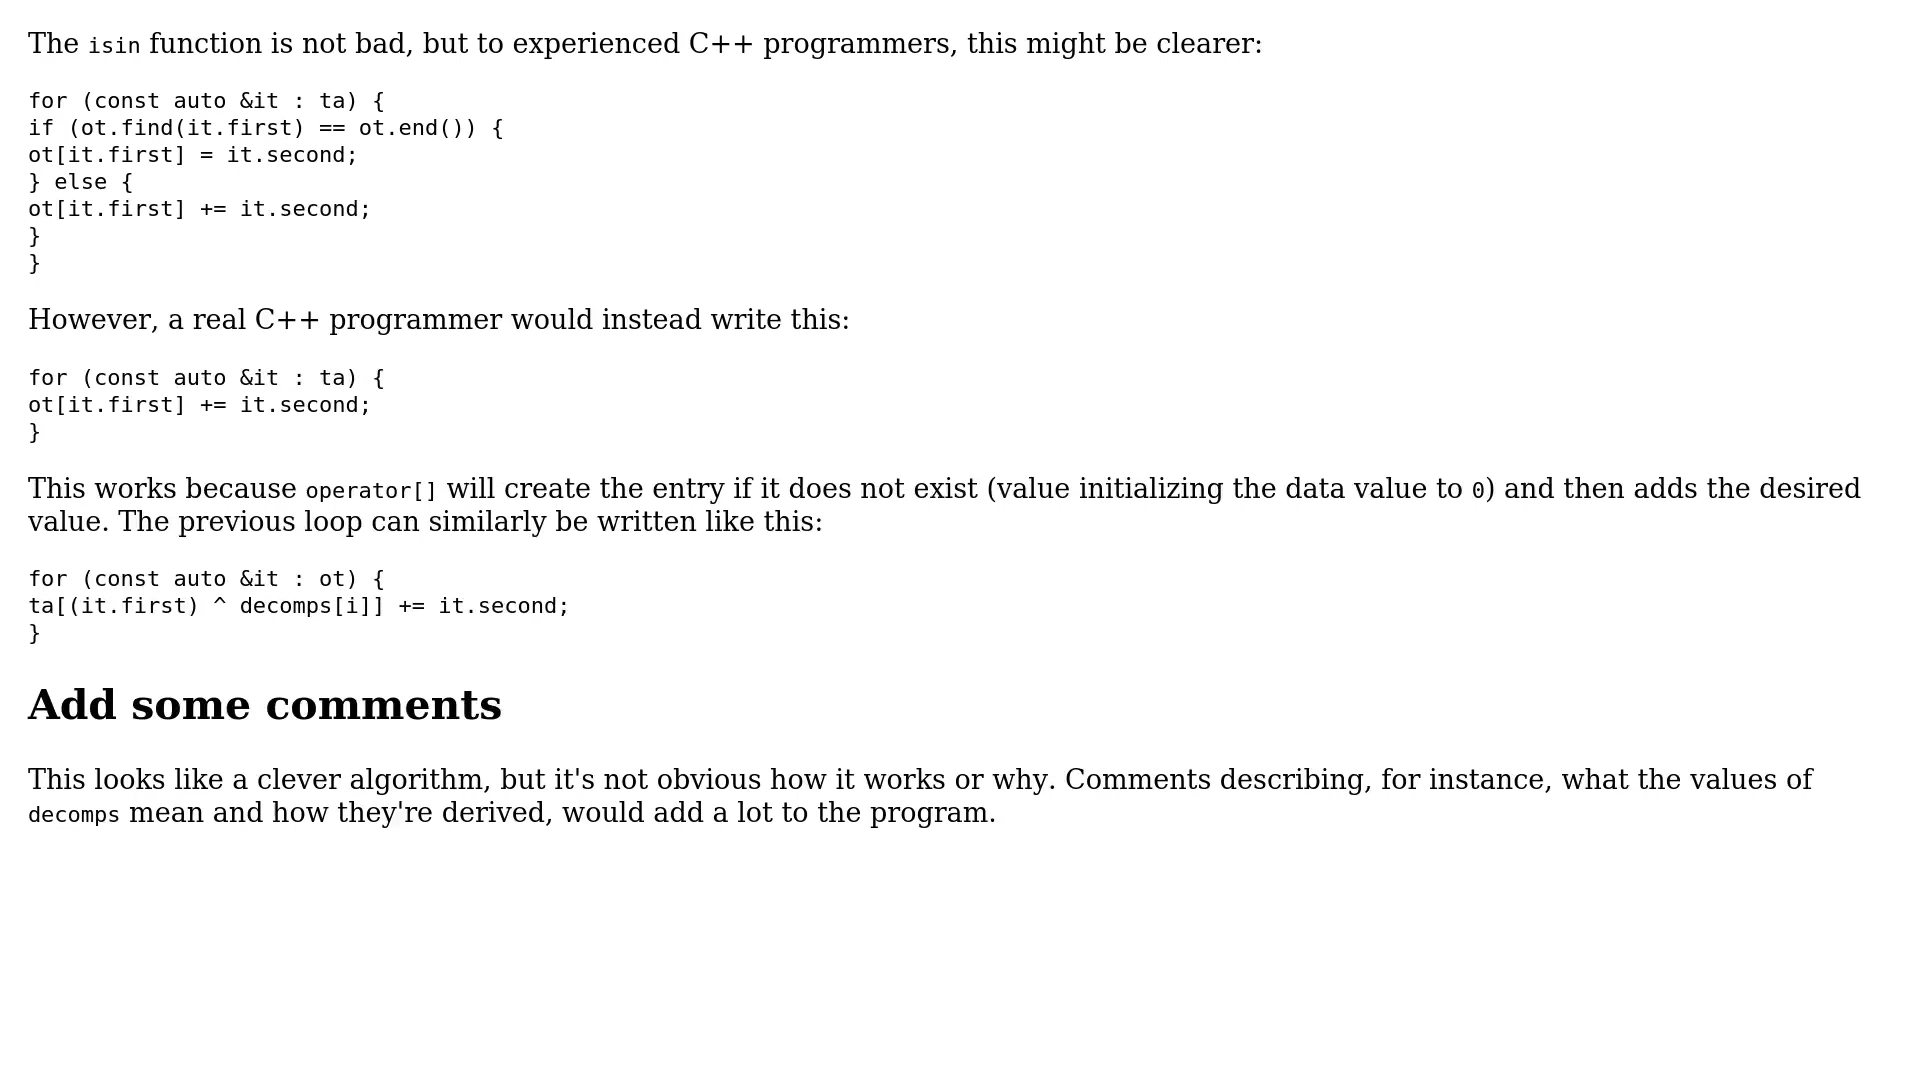 The isin function is not bad, but to experienced C++ programmers, this might be clearer:
for (const auto &it : ta) {
if (ot.find(it.first) == ot.end()) {
ot[it.first] = it.second;
} else {
ot[it.first] += it.second;
}
}
However, a real C++ programmer would instead write this:
for (const auto &it : ta) {
ot[it.first] += it.second;
}
This works because operator[] will create the entry if it does not exist (value initializing the data value to 0) and then adds the desired
value. The previous loop can similarly be written like this:
for (const auto &it : ot) {
ta[(it.first) ^ decomps[i]] += it.second;
}
Add some comments
This looks like a clever algorithm, but it's not obvious how it works or why. Comments describing, for instance, what the values of
decomps mean and how they're derived, would add a lot to the program.